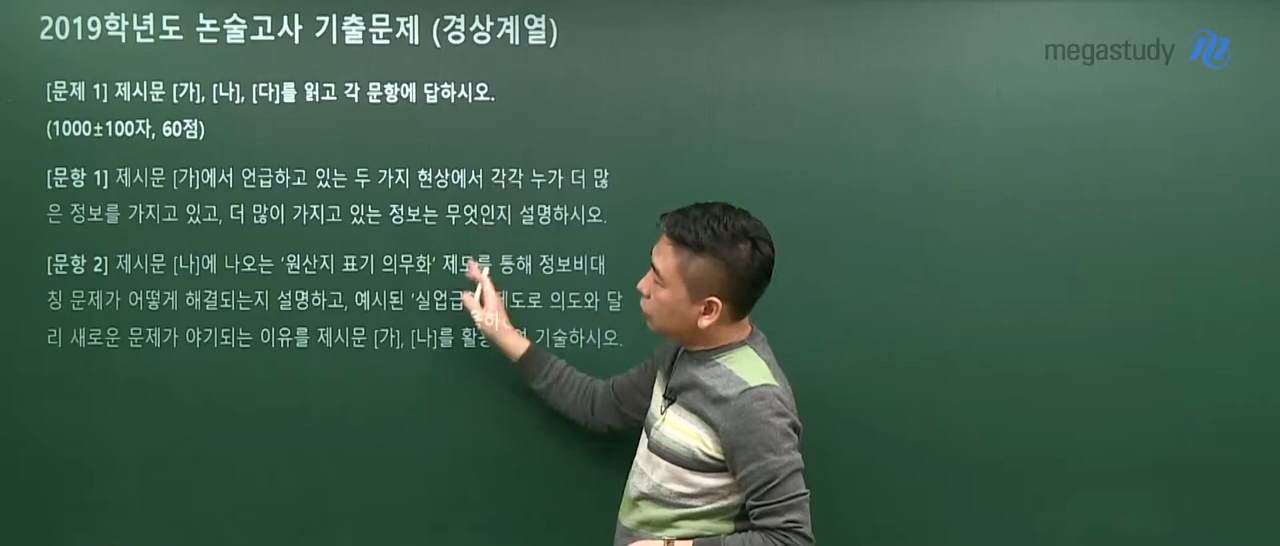 2019학년도 논술고사 기출문제 (경상계열)
megastudy
[문제 1] 제시문 [가], [나], [다]를 읽고 각 문항에 답하시오.
(1000±100자, 60점)
[문항 1] 제시문 [가]에서 언급하고 있는 두 가지 현상에서 각각 누가 더 많
은 정보를 가지고 있고, 더 많이 가지고 있는 정보는 무엇인지 설명하시오.
[문항 2] 제시문 [나]에 나오는 '원산지 표기 의무화' 제도를 통해 정보비대
칭 문제가 어떻게 해결되는지 설명하고, 예시된 제도로 의도와 달
리 새로운 문제가 야기되는 이유를 제시문 [가], [나]를 기술하시오.